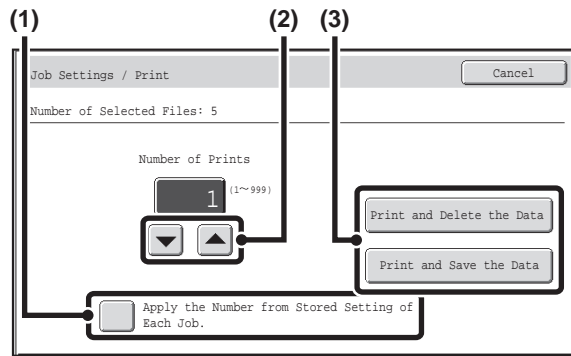 (1) (2) (3)
Job Settings / Print Cancel
Number of Selected Files: 5
Number of Prints
1 (1～999)
Print and Delete the Data
Print and Save the Data
Apply the Number from Stored Setting of
Each Job.